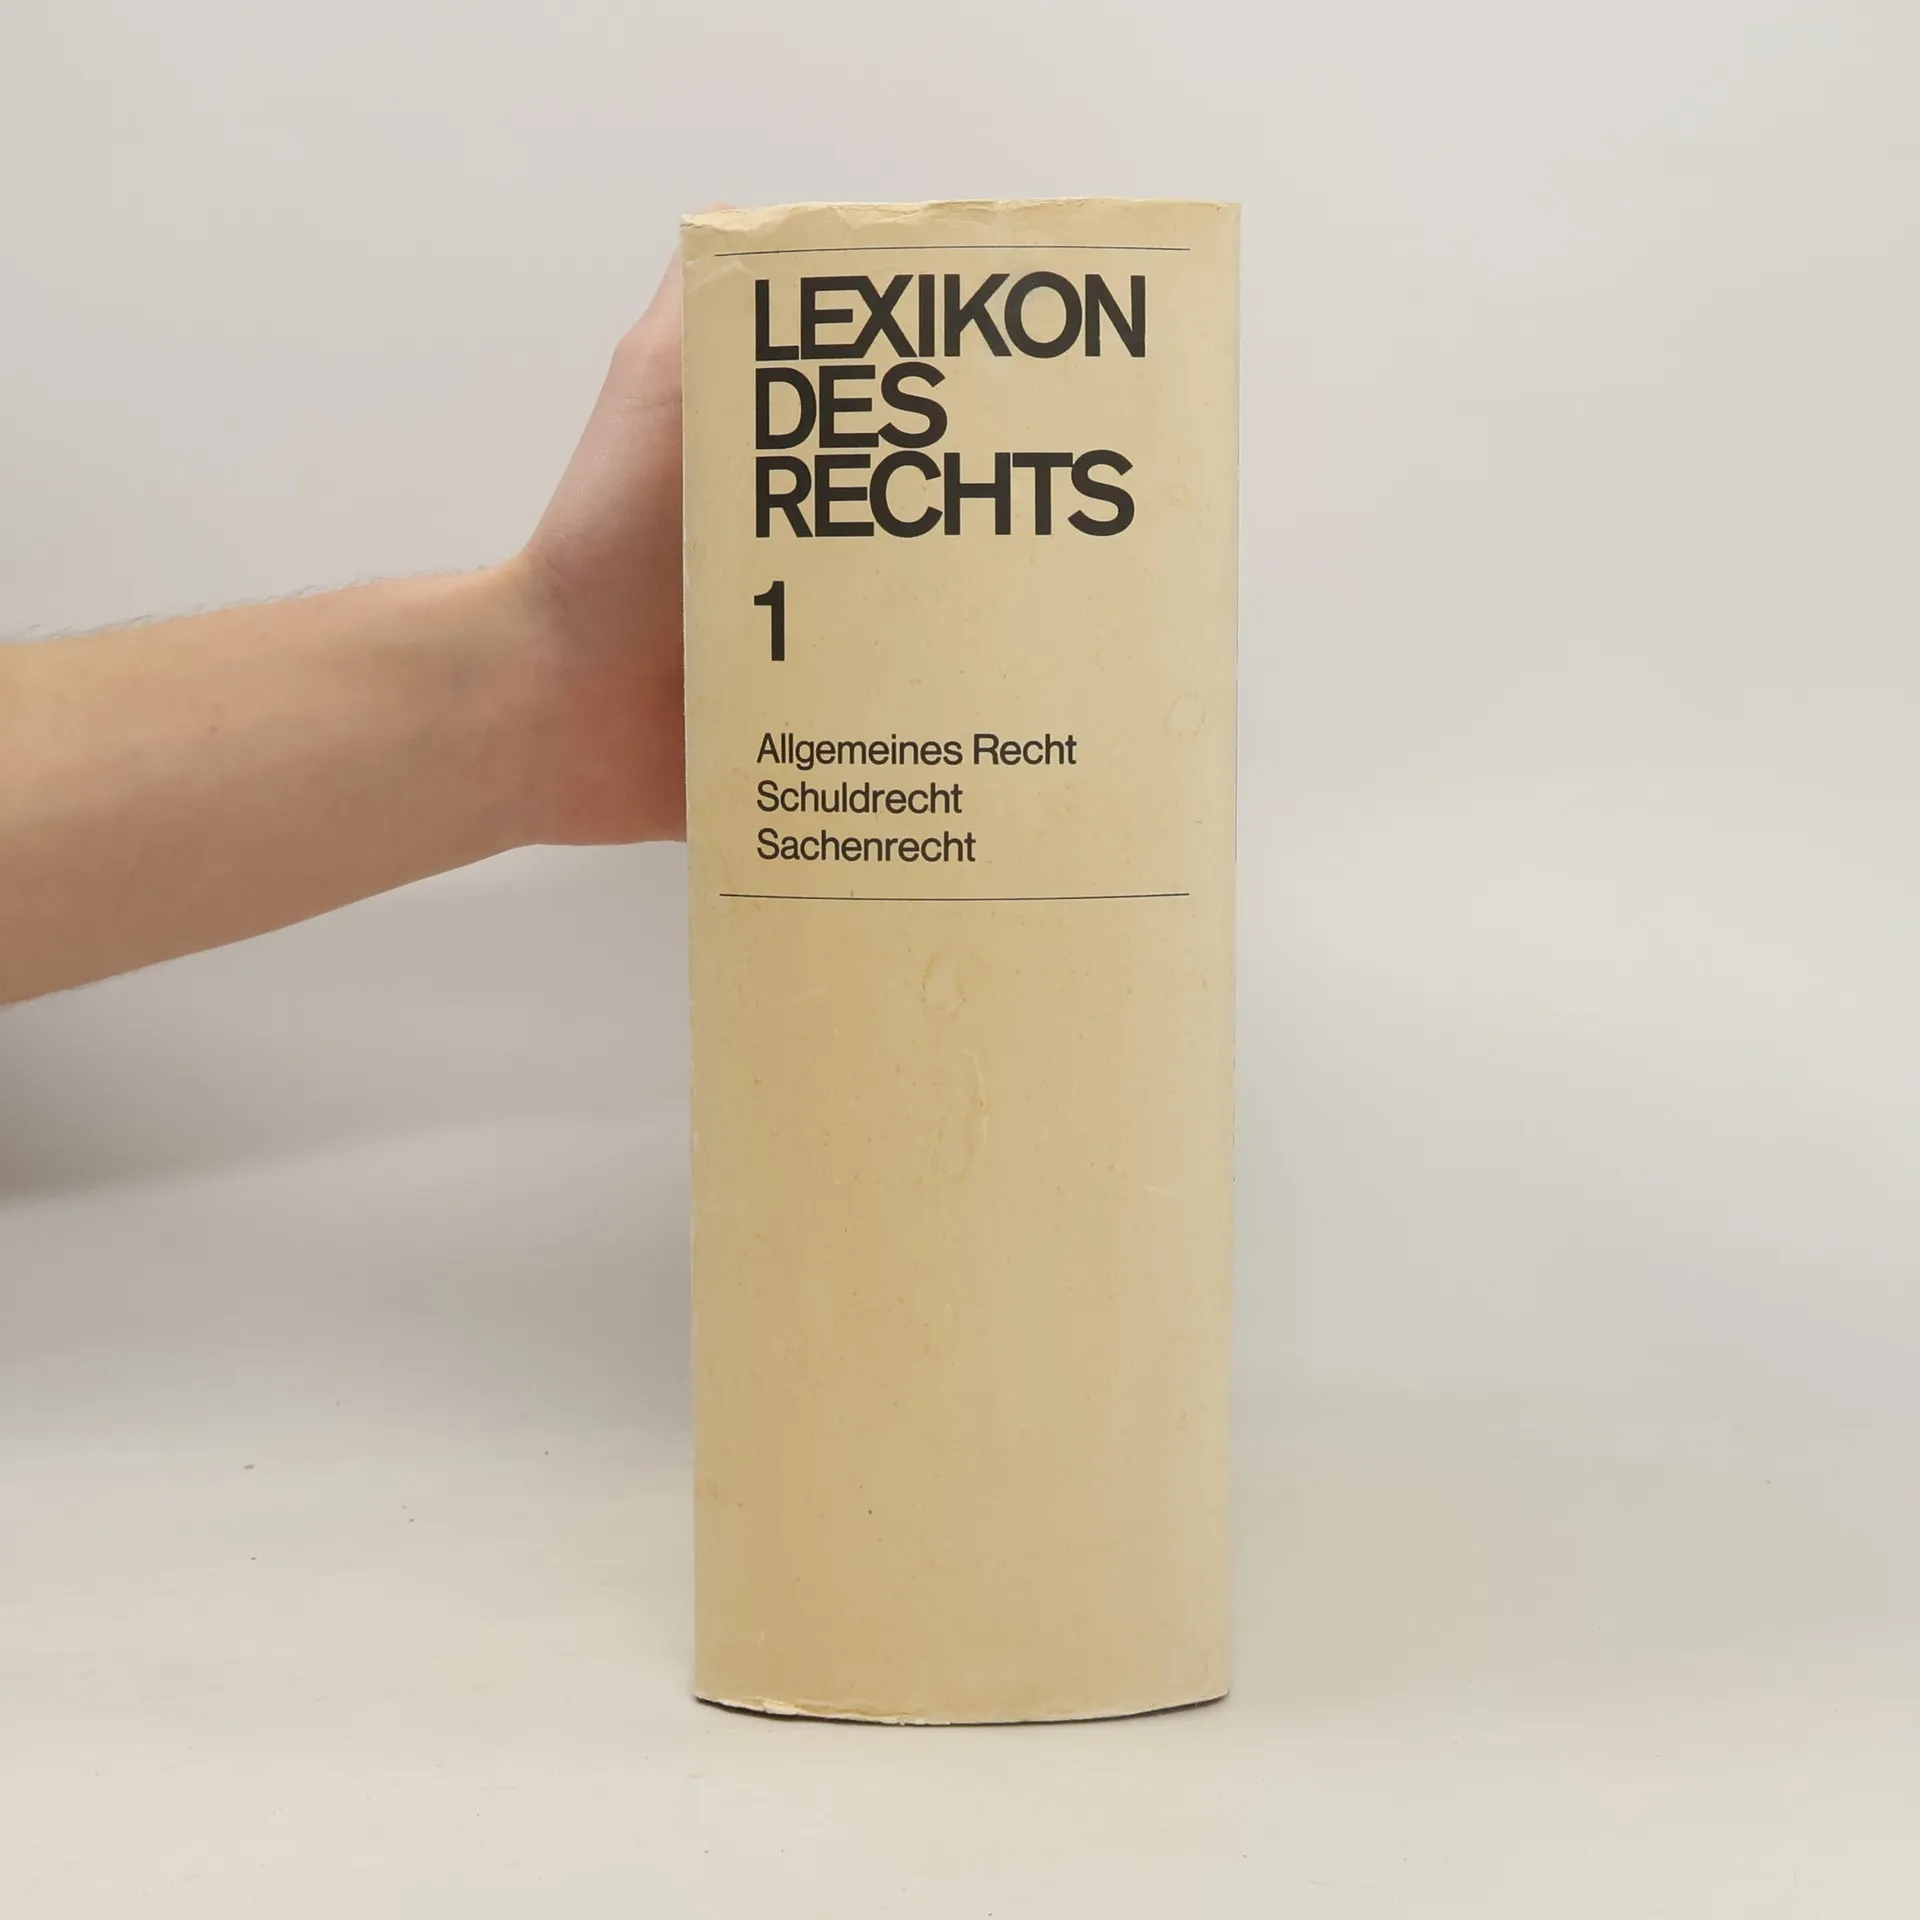 LEXIKON
DES
RECHTS
1
Allgemeines Recht
Schuldrecht
Sachenrecht